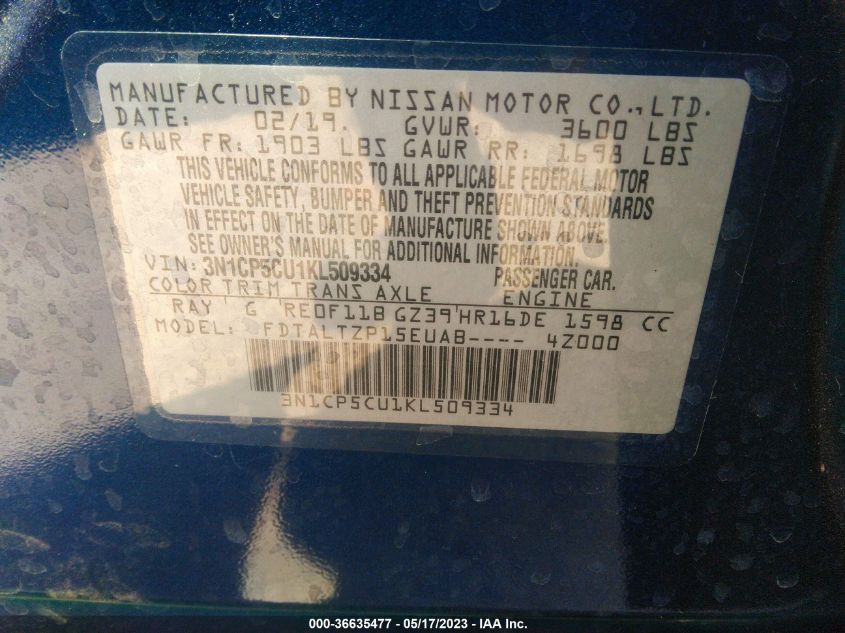 MANUFACTURED BY NISSAN MOTOR CO., LTD.
DATE: 02/19. GVWR: 3600 LBS
GAWR FR: 1903 LBS GAWR RR: 1698 LBS
THIS VEHICLE CONFORMS TO ALL APPLICABLE FEDERAL MOTOR
VEHICLE SAFETY, BUMPER AND THEFT PREVENTION STANDARDS
IN EFFECT ON THE DATE OF MANUFACTURE SHOWN ABOVE.
SEE OWNER'S MANUAL FOR ADDITIONAL INFORMATION.
VIN: 3N1CP5CU1KL509334 PASSENGER CAR.
COLOR TRIM TRANS AXLE ENGINE
RAY G RE0F11B GZ39 HR16DE 1598 CC
MODEL: FDTALTZP15EUAB---- 4Z000
3N1CP5CU1KL509334
000-36635477 - 05/17/2023 - IAA Inc.